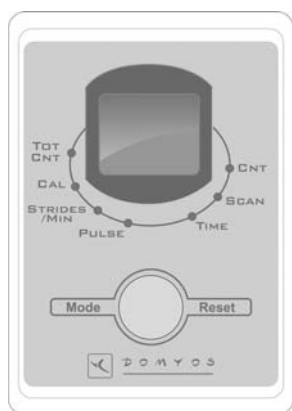 TOT
CNT
CAL
STRIDES
/MIN
PULSE
TIME
SCAN
CNT
Mode
Reset
DOMYOS